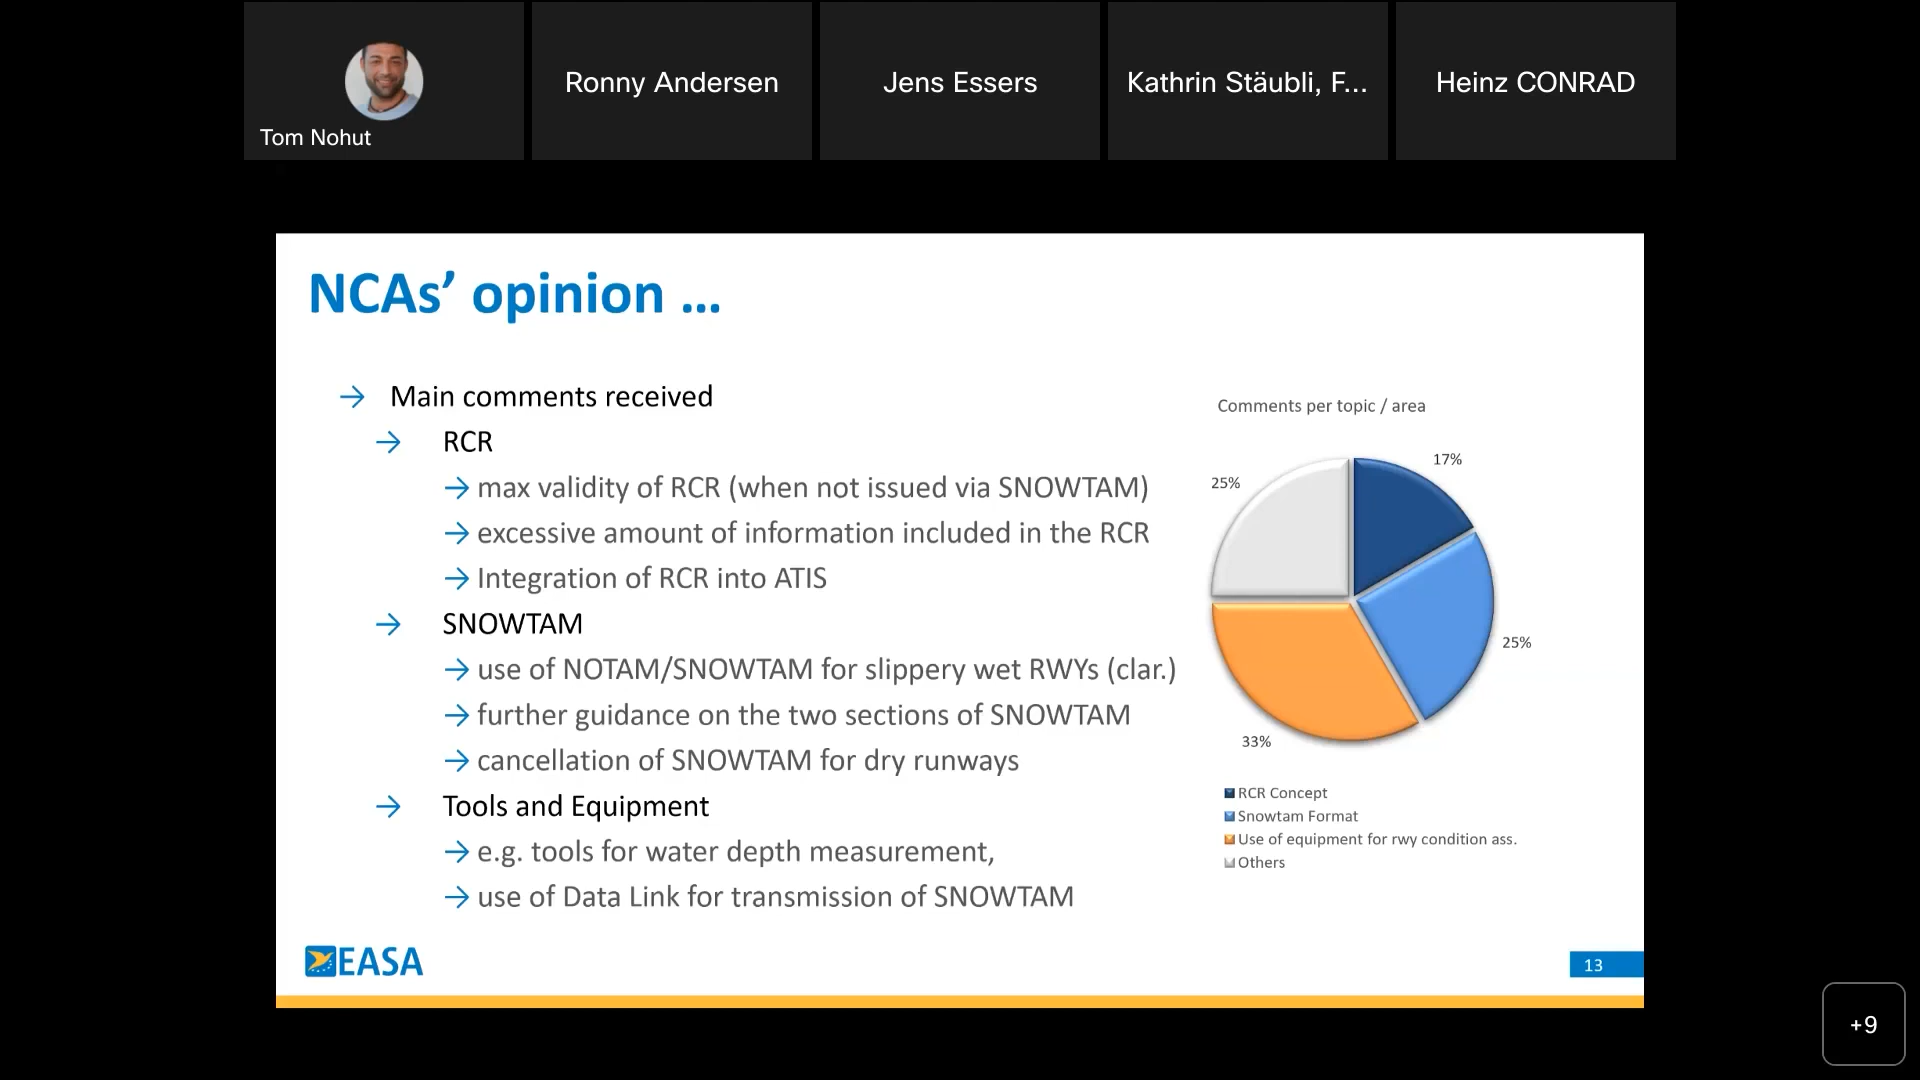 Tom Nohut
Ronny Andersen
Jens Essers
Kathrin Stäubli, F...
Heinz CONRAD
NCAs’ opinion ...
Main comments received
RCR
max validity of RCR (when not issued via SNOWTAM)
excessive amount of information included in the RCR
Integration of RCR into ATIS
SNOWTAM
use of NOTAM/SNOWTAM for slippery wet RWYs (clar.)
further guidance on the two sections of SNOWTAM
cancellation of SNOWTAM for dry runways
Tools and Equipment
e.g. tools for water depth measurement,
use of Data Link for transmission of SNOWTAM
Comments per topic / area
17%
25%
25%
33%
RCR Concept
Snowtam Format
Use of equipment for rwy condition ass.
Others
EASA
13
+9